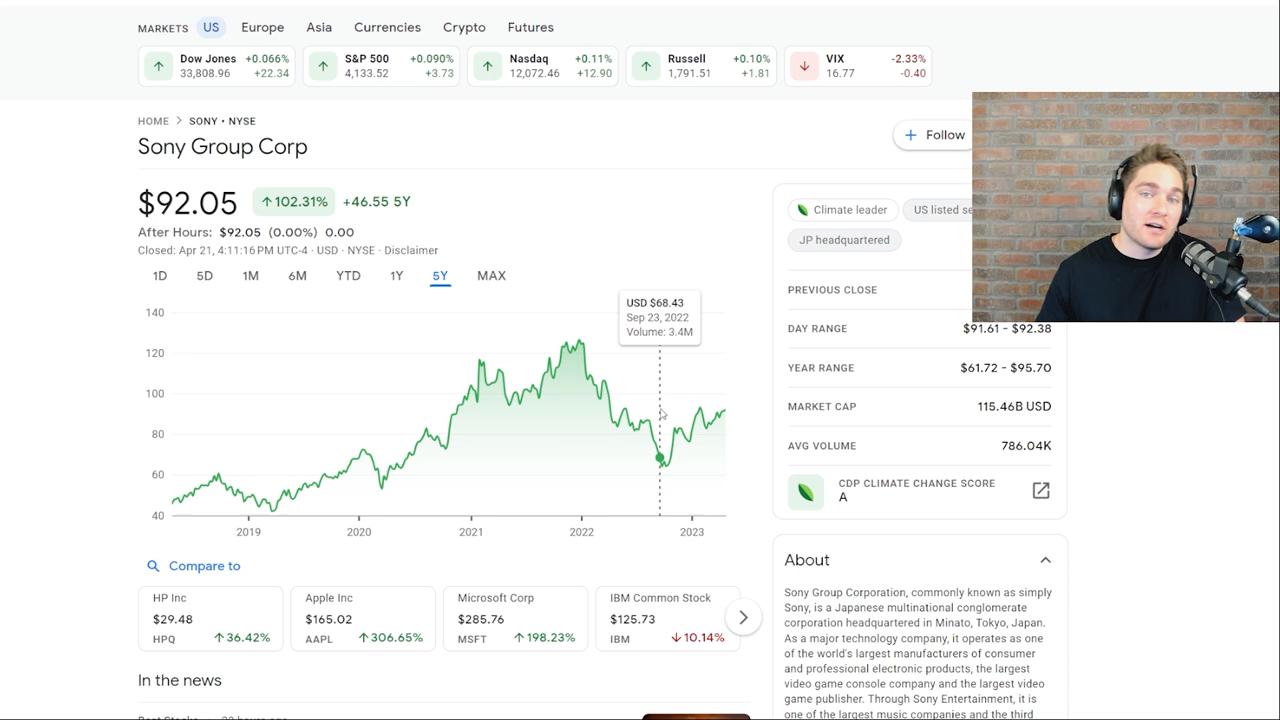 MARKETS US Europe Asia Currencies Crypto Futures
Dow Jones +0.066%
33,808.96 +22.34
S&P 500 +0.090%
4,133.52 +3.73
Nasdaq +0.11%
12,072.46 +12.90
Russell +0.10%
1,791.51 +1.81
VIX -2.33%
16.77 -0.40
HOME > SONY • NYSE
Sony Group Corp
+ Follow
$92.05 ↑102.31% +46.55 5Y
After Hours: $92.05 (0.00%) 0.00
Closed: Apr 21, 4:11:16 PM UTC-4 · USD · NYSE · Disclaimer
1D 5D 1M 6M YTD 1Y 5Y MAX
USD $68.43
Sep 23, 2022
Volume: 3.4M
140
120
100
80
60
40
2019 2020 2021 2022 2023
Compare to
HP Inc
$29.48
HPQ ↑36.42%
Apple Inc
$165.02
AAPL ↑306.65%
Microsoft Corp
$285.76
MSFT ↑198.23%
IBM Common Stock
$125.73
IBM ↓10.14%
In the news
Climate leader
US listed se
JP headquartered
PREVIOUS CLOSE
DAY RANGE $91.61 - $92.38
YEAR RANGE $61.72 - $95.70
MARKET CAP 115.46B USD
AVG VOLUME 786.04K
CDP CLIMATE CHANGE SCORE
A
About
Sony Group Corporation, commonly known as simply
Sony, is a Japanese multinational conglomerate
corporation headquartered in Minato, Tokyo, Japan.
As a major technology company, it operates as one
of the world's largest manufacturers of consumer
and professional electronic products, the largest
video game console company and the largest video
game publisher. Through Sony Entertainment, it is
one of the largest music companies and the third